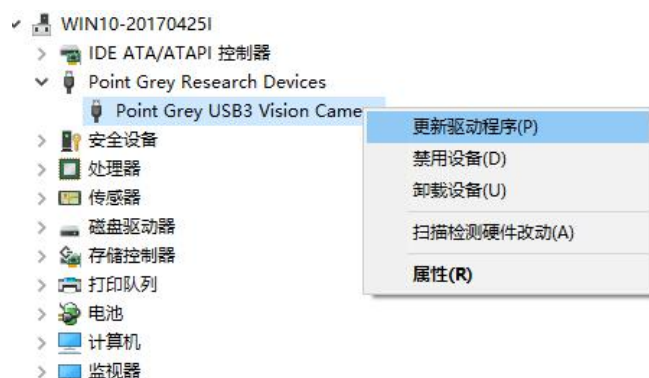 WIN10-20170425I
IDE ATA/ATAPI 控制器
Point Grey Research Devices
Point Grey USB3 Vision Came
更新驱动程序(P)
安全设备
禁用设备(D)
处理器
卸载设备(U)
传感器
磁盘驱动器
扫描检测硬件改动(A)
存储控制器
属性(R)
打印队列
电池
计算机
监视器